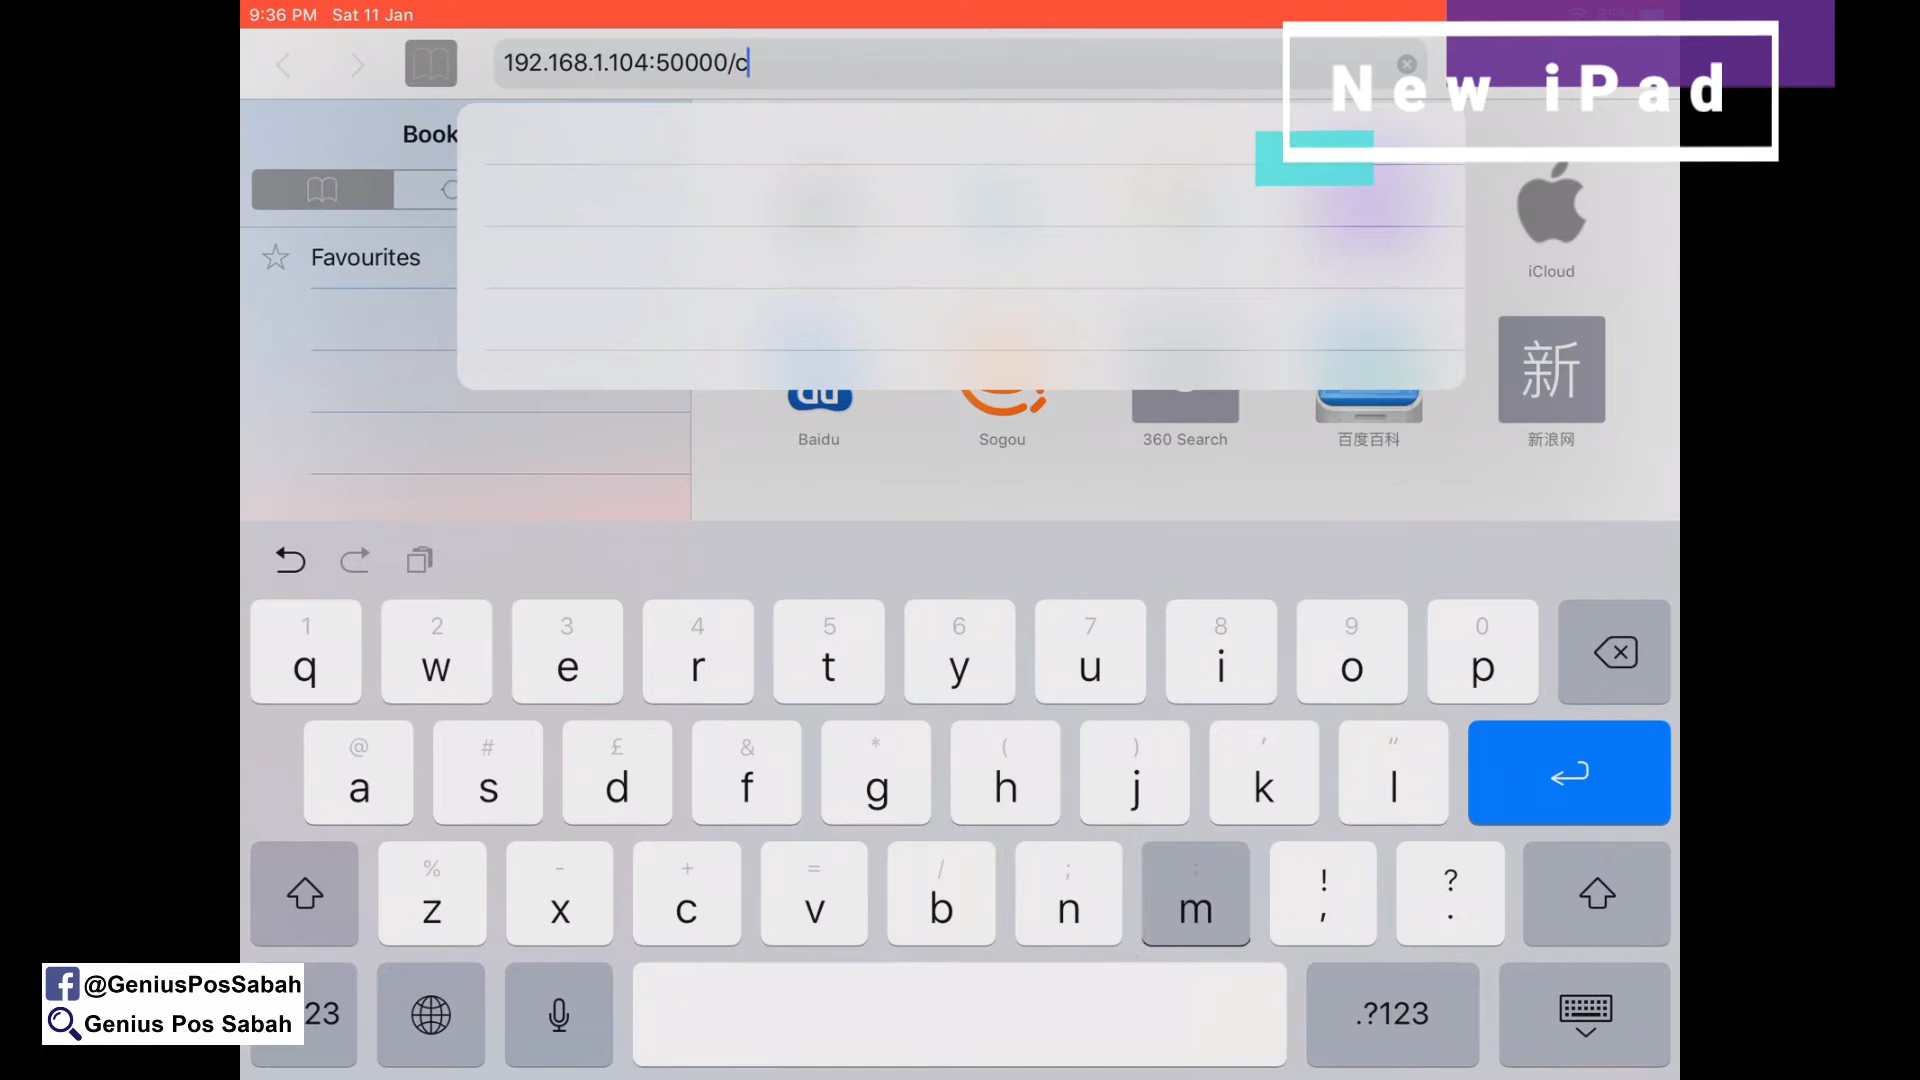 9:36 PM Sat 11 Jan
192.168.1.104:50000/c
New iPad
Book
Favourites
iCloud
新
Baidu
Sogou
360 Search
百度百科
新浪网
1 2 3 4 5 6 7 8 9 0
q w e r t y u i o p
@ # £ & * ( ) ' "
a s d f g h j k l
% - + = / ; : ! ?
z x c v b n m , .
@GeniusPosSabah
Genius Pos Sabah
23
.?123